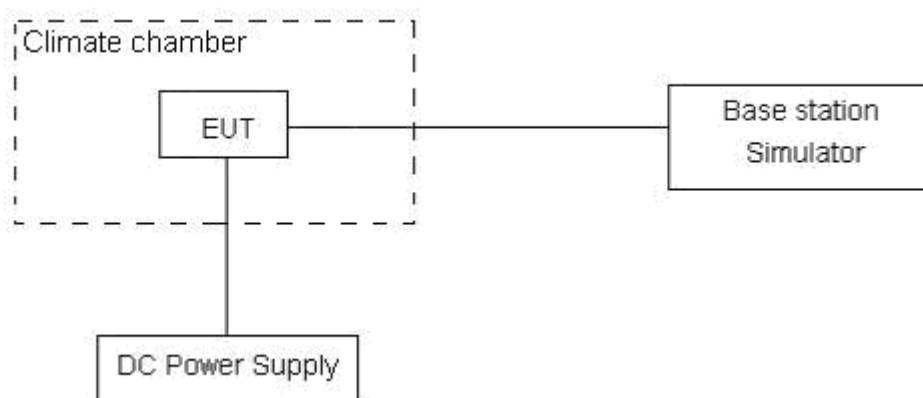 Climate chamber
EUT
Base station
Simulator
DC Power Supply